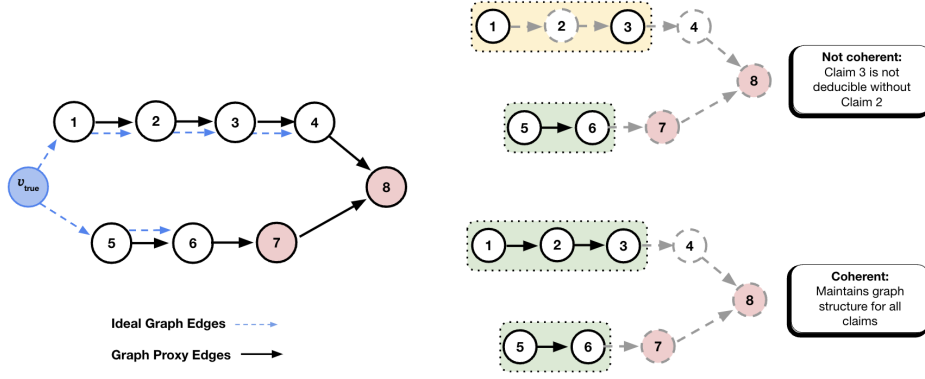 1
2
3
4
v_true
8
5
6
7
Ideal Graph Edges
Graph Proxy Edges
1
2
3
4
8
5
6
7
Not coherent:
Claim 3 is not
deducible without
Claim 2
1
2
3
4
8
5
6
7
Coherent:
Maintains graph
structure for all
claims